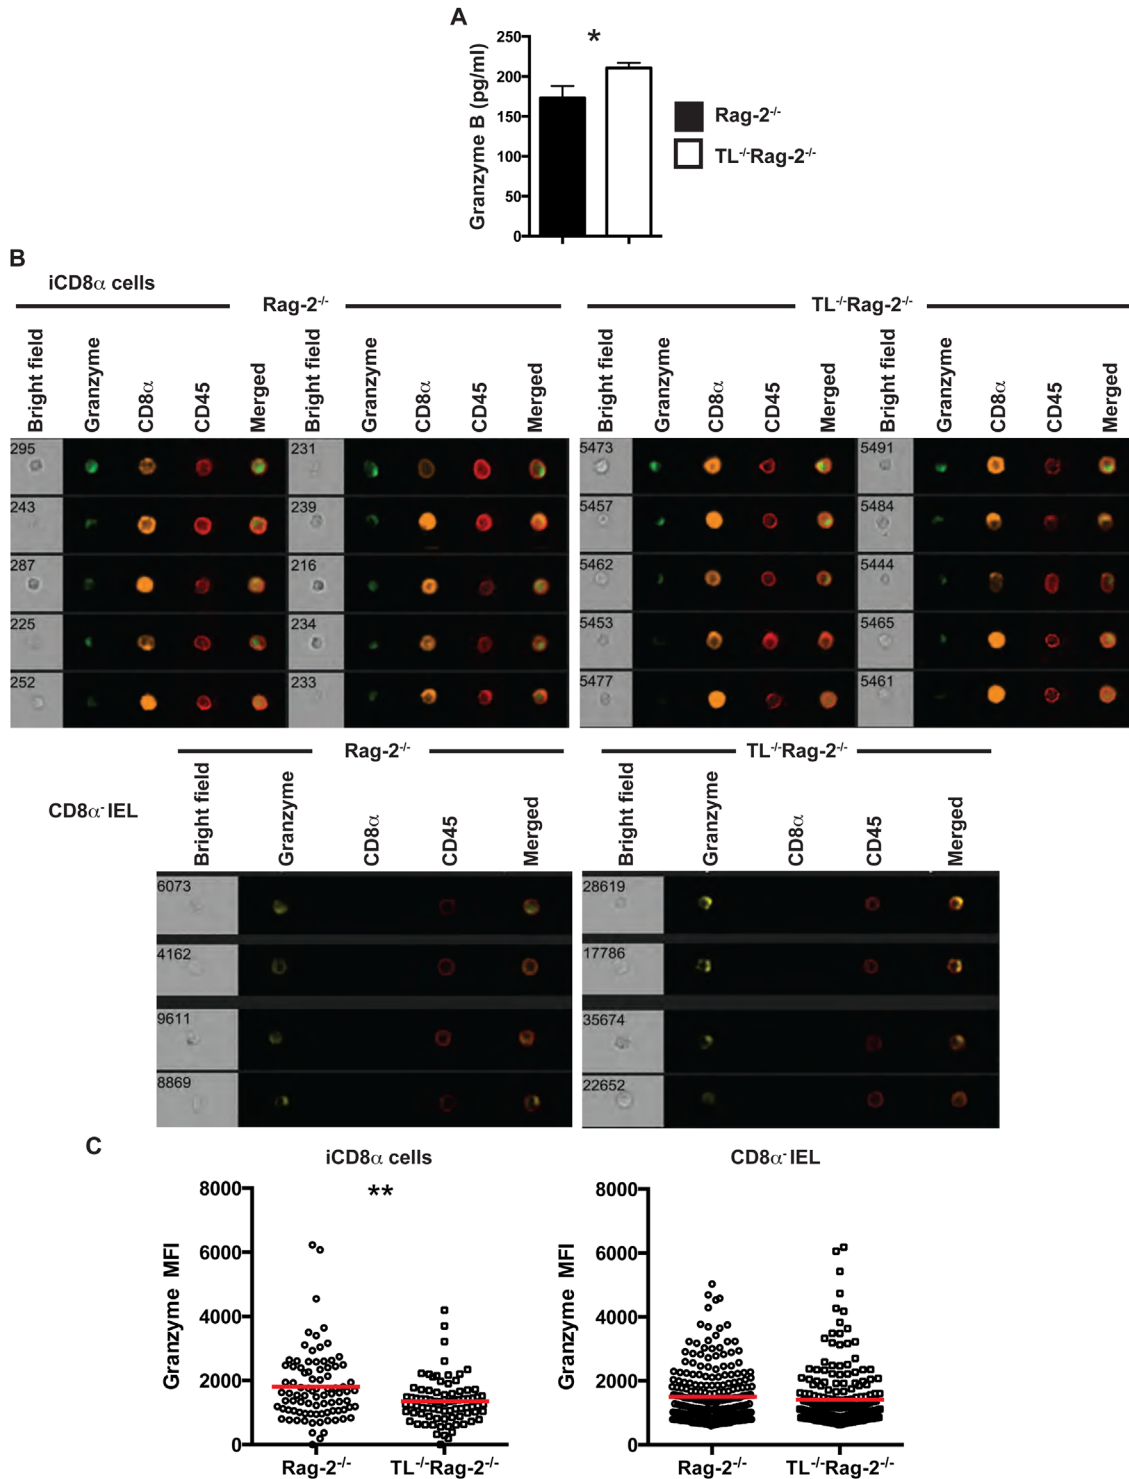 A
Granzyme B (pg/ml)
250
200
150
100
50
0
*
Rag-2-/-
TL-/-Rag-2-/-
B
iCD8α cells
Rag-2-/-
TL-/-Rag-2-/-
Bright field Granzyme CD8α CD45 Merged Bright field Granzyme CD8α CD45 Merged Bright field Granzyme CD8α CD45 Merged Bright field Granzyme CD8α CD45 Merged
295 231 5473 5491
243 239 5457 5484
287 216 5462 5444
225 234 5453 5465
252 233 5477 5461
Rag-2-/-
TL-/-Rag-2-/-
CD8α- IEL
Bright field Granzyme CD8α CD45 Merged Bright field Granzyme CD8α CD45 Merged
6073 28619
4162 17786
9611 35674
8869 22652
C
iCD8α cells
**
Granzyme MFI
8000
6000
4000
2000
0
Rag-2-/- TL-/-Rag-2-/-
CD8α- IEL
Granzyme MFI
8000
6000
4000
2000
0
Rag-2-/- TL-/-Rag-2-/-